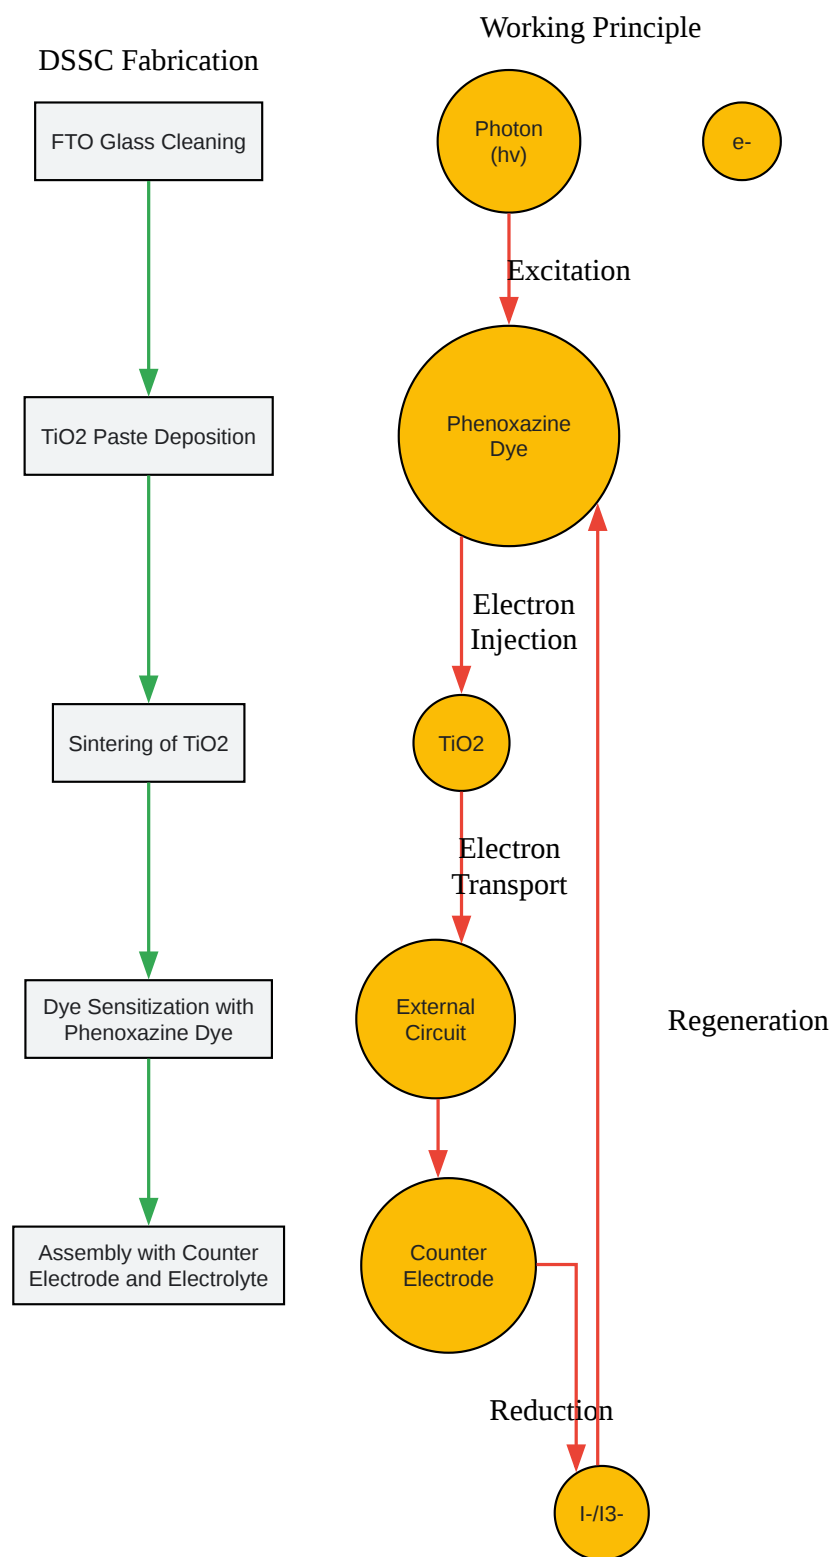 DSSC Fabrication
FTO Glass Cleaning
TiO2 Paste Deposition
Sintering of TiO2
Dye Sensitization with
Phenoxazine Dye
Assembly with Counter
Electrode and Electrolyte
Working Principle
Photon
(hv)
e-
Excitation
Phenoxazine
Dye
Electron
Injection
TiO2
Electron
Transport
External
Circuit
Regeneration
Counter
Electrode
Reduction
I-/I3-